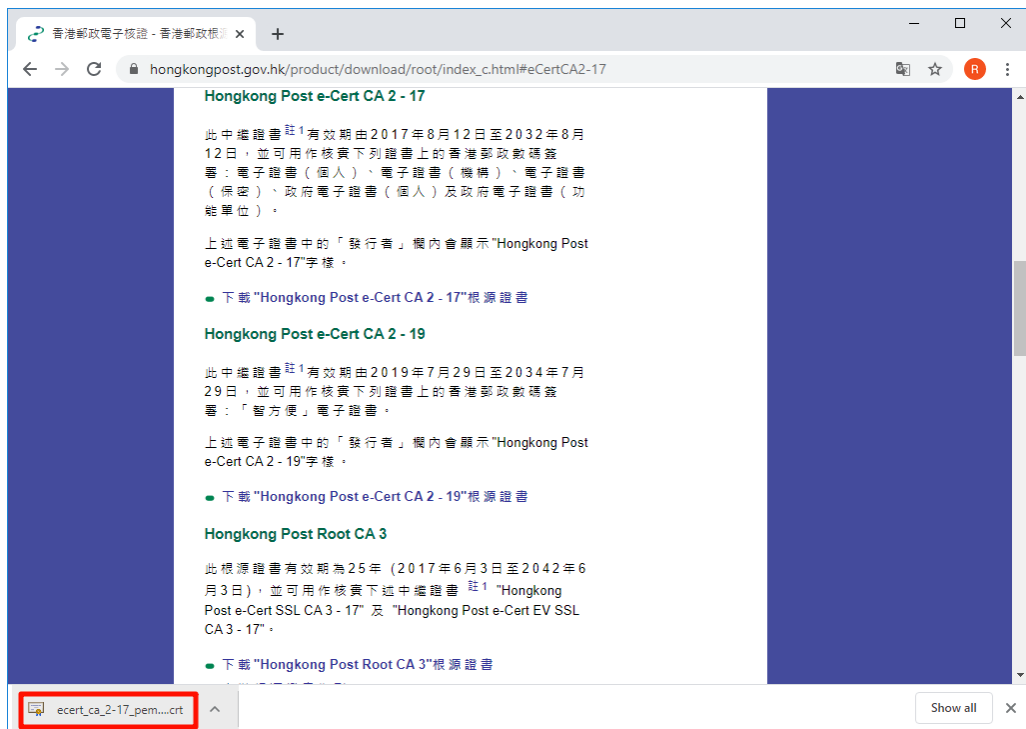 香港郵政電子核證 - 香港郵政根
hongkongpost.gov.hk/product/download/root/index_c.html#eCertCA2-17
R
Hongkong Post e-Cert CA 2 - 17
此中繼證書註1有效期由2017年8月12日至2032年8月
12日，並可用作核實下列證書上的香港郵政數碼簽
署：電子證書（個人）、電子證書（機構）、電子證書
（保密）、政府電子證書（個人）及政府電子證書（功
能單位）。
上述電子證書中的「發行者」欄內會顯示"Hongkong Post
e-Cert CA 2 - 17"字樣。
下載"Hongkong Post e-Cert CA 2 - 17"根源證書
Hongkong Post e-Cert CA 2 - 19
此中繼證書註1有效期由2019年7月29日至2034年7月
29日，並可用作核實下列證書上的香港郵政數碼簽
署：「智方便」電子證書。
上述電子證書中的「發行者」欄內會顯示"Hongkong Post
e-Cert CA 2 - 19"字樣。
下載"Hongkong Post e-Cert CA 2 - 19"根源證書
Hongkong Post Root CA 3
此根源證書有效期為25年 (2017年6月3日至2042年6
月3日)，並可用作核實下述中繼證書 註1 "Hongkong
Post e-Cert SSL CA 3 - 17" 及 "Hongkong Post e-Cert EV SSL
CA 3 - 17"。
下載"Hongkong Post Root CA 3"根源證書
ecert_ca_2-17_pem....crt
Show all